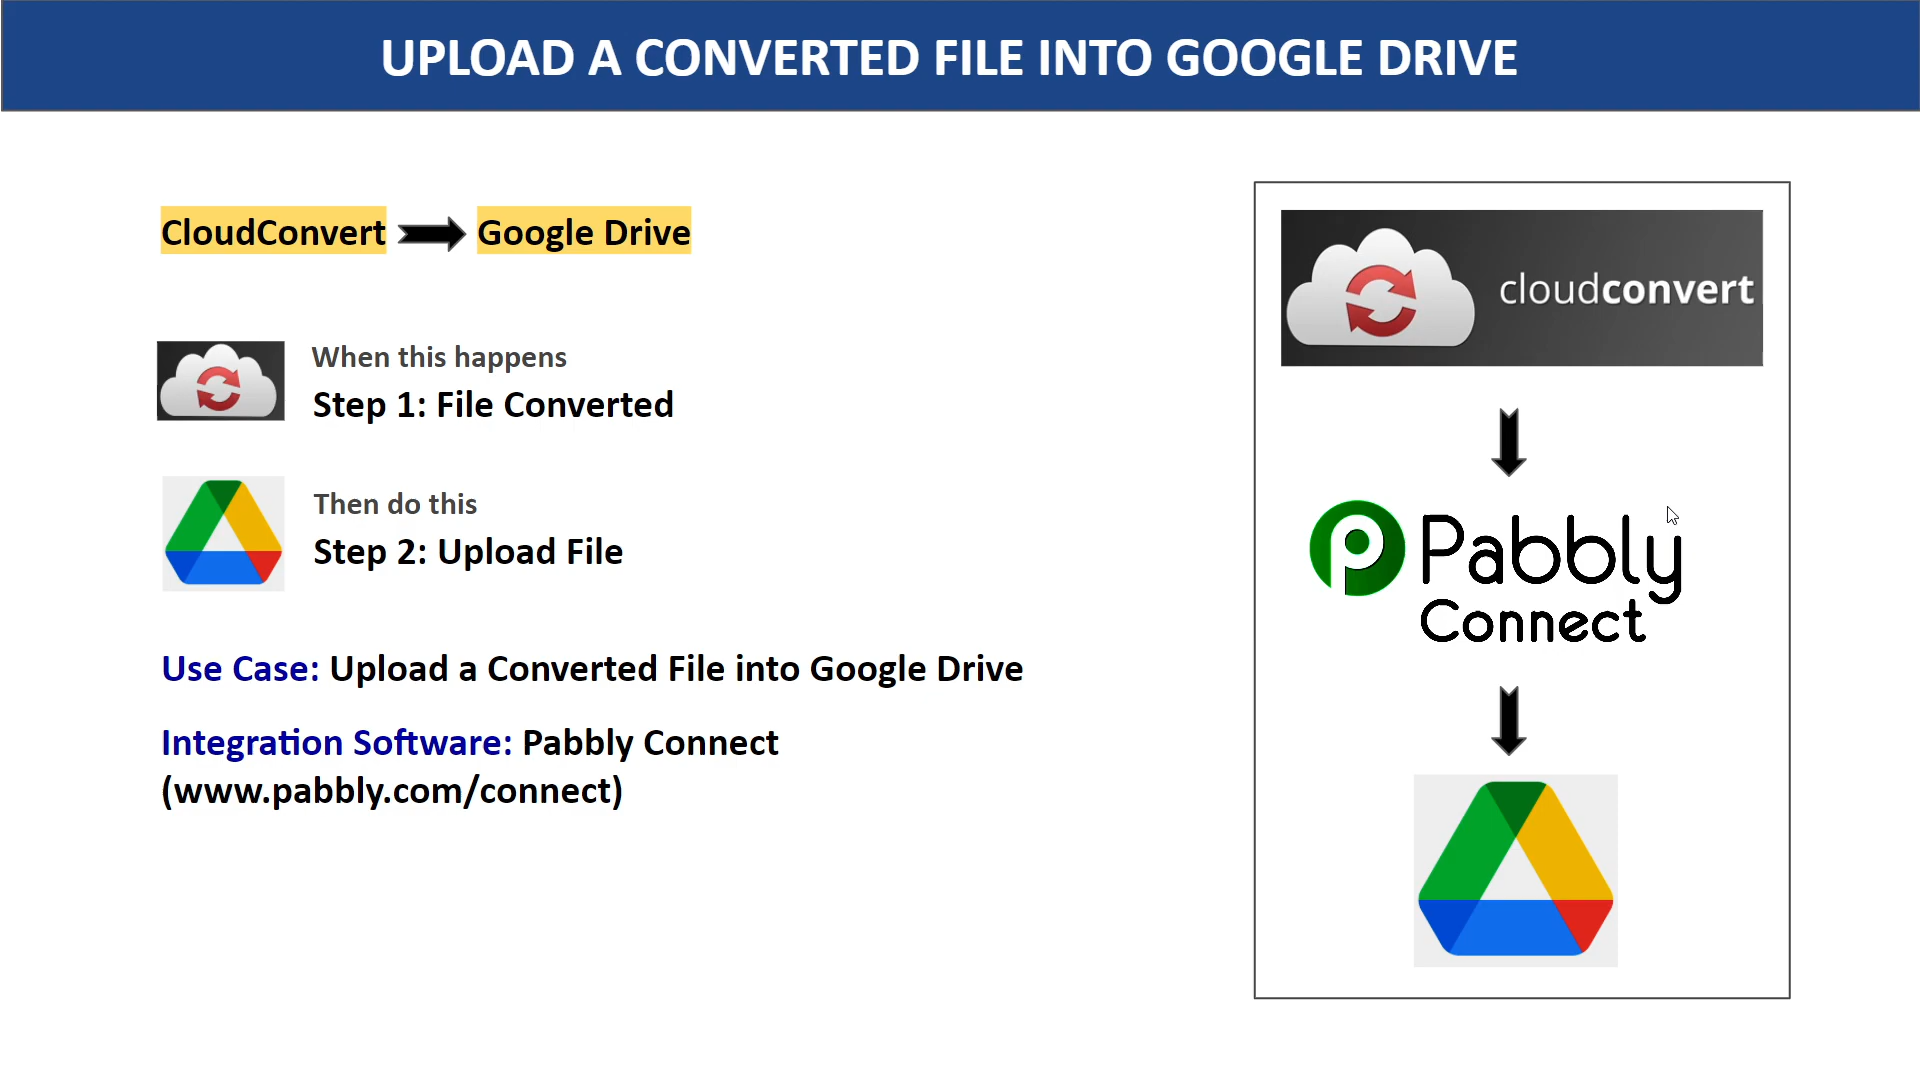 UPLOAD A CONVERTED FILE INTO GOOGLE DRIVE
CloudConvert Google Drive
When this happens
Step 1: File Converted
Then do this
Step 2: Upload File
Use Case: Upload a Converted File into Google Drive
Integration Software: Pabbly Connect
(www.pabbly.com/connect)
cloudconvert
Pabbly
Connect